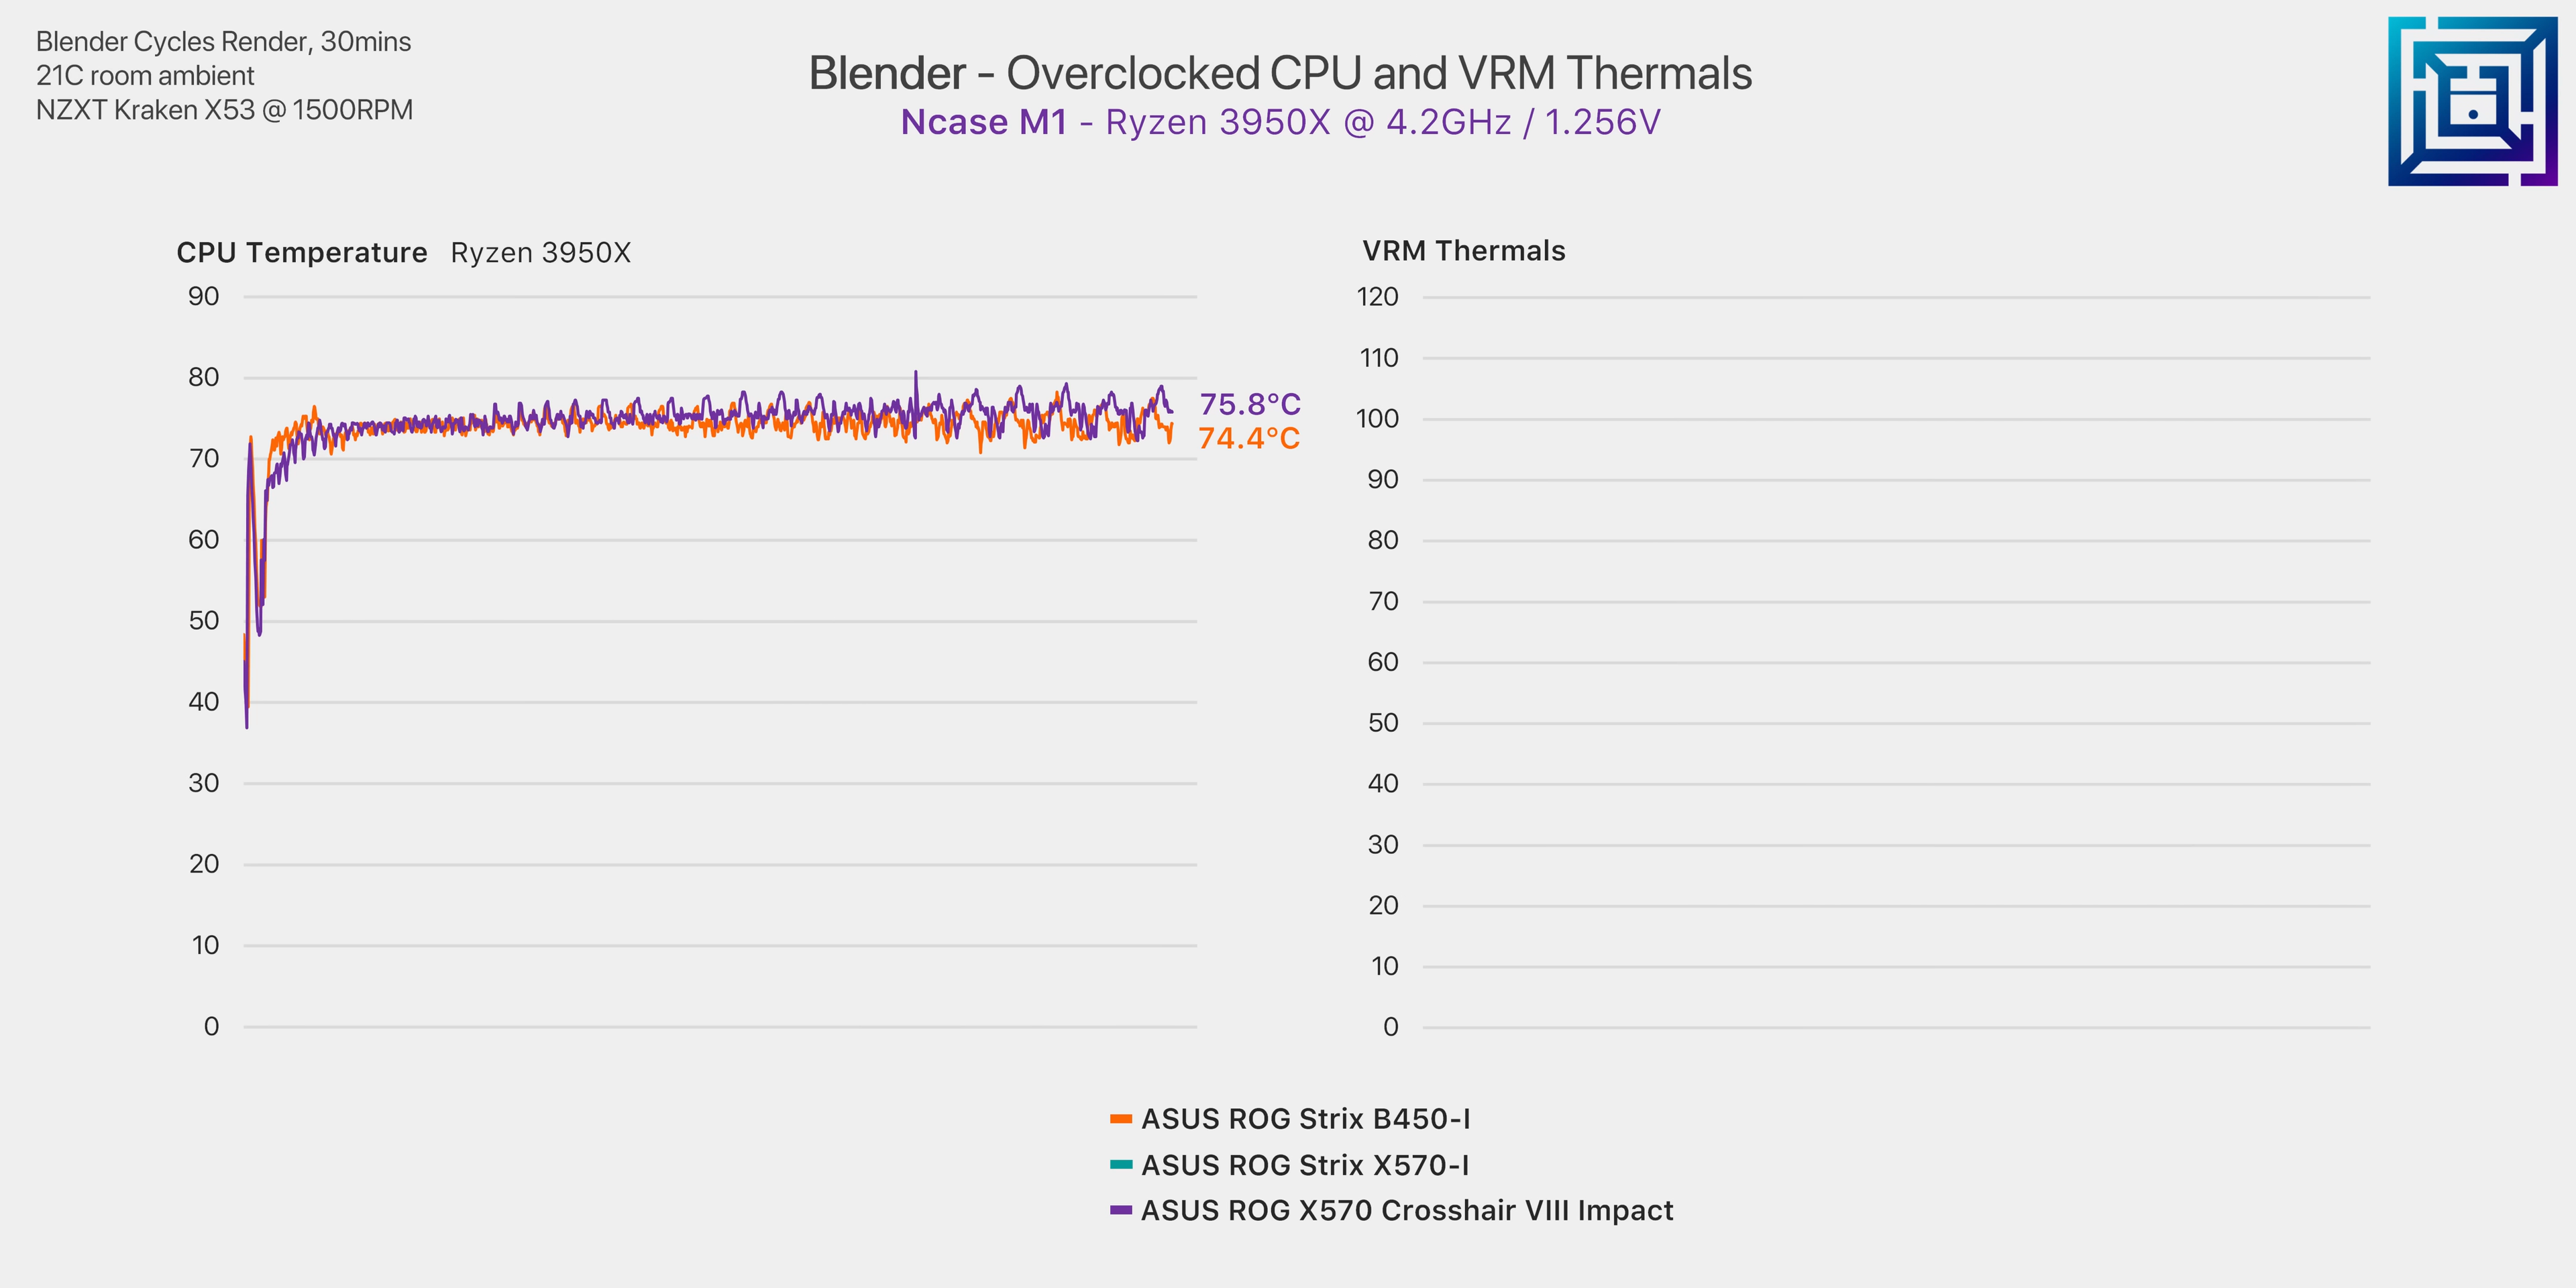 Blender Cycles Render, 30mins
21C room ambient
NZXT Kraken X53 @ 1500RPM
Blender - Overclocked CPU and VRM Thermals
Ncase M1 - Ryzen 3950X @ 4.2GHz / 1.256V
CPU Temperature Ryzen 3950X
90
80
70
60
50
40
30
20
10
0
75.8°C
74.4°C
VRM Thermals
120
110
100
90
80
70
60
50
40
30
20
10
0
ASUS ROG Strix B450-I
ASUS ROG Strix X570-I
ASUS ROG X570 Crosshair VIII Impact